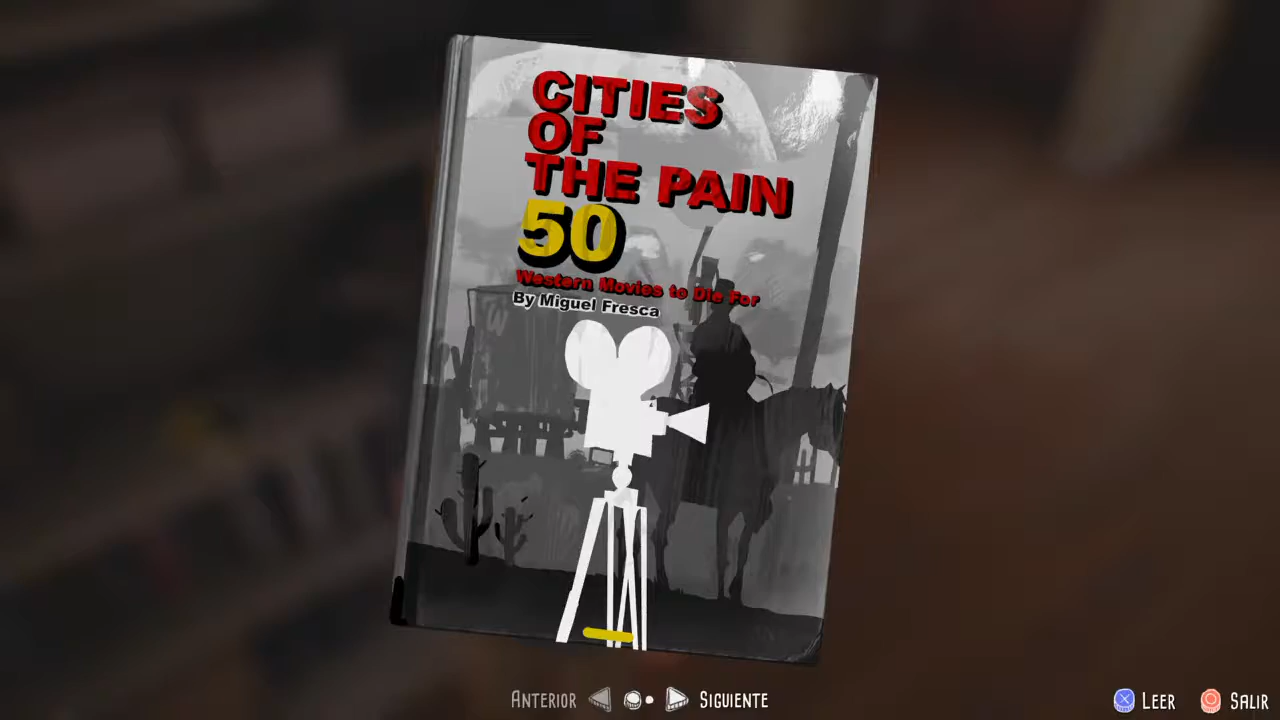 CITIES
OF
THE PAIN
50
Western Movies to Die For
By Miguel Fresca
ANTERIOR
SIGUIENTE
LEER
SALIR